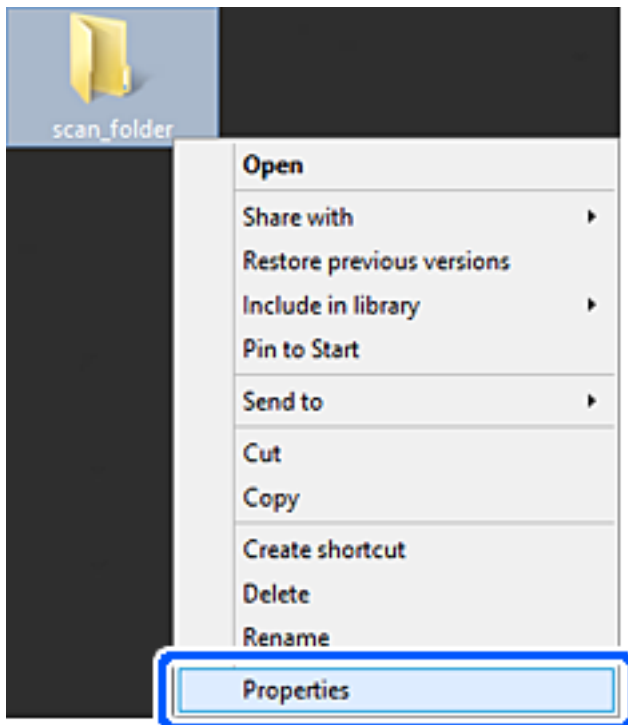 scan_folder
Open
Share with
Restore previous versions
Include in library
Pin to Start
Send to
Cut
Copy
Create shortcut
Delete
Rename
Properties